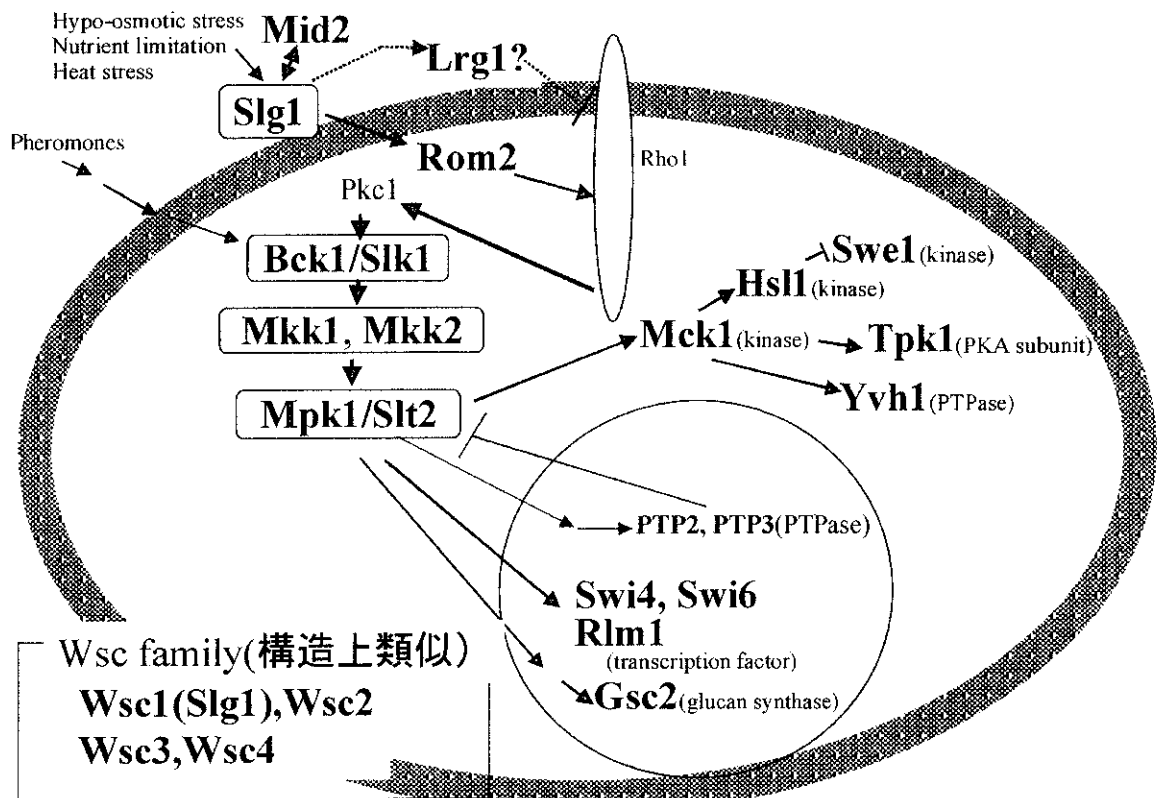 Hypo-osmotic stress
Nutrient limitation
Heat stress
Mid2
Lrg1?
Slg1
Pheromones
Rom2
Rho1
Pkc1
Bck1/Slk1
Swe1(kinase)
Hsl1(kinase)
Mkk1, Mkk2
Mck1(kinase)
Tpk1(PKA subunit)
Mpk1/Slt2
Yvh1(PTPase)
PTP2, PTP3(PTPase)
Swi4, Swi6
Rlm1
(transcription factor)
Gsc2(glucan synthase)
Wsc family(構造上類似)
Wsc1(Slg1),Wsc2
Wsc3,Wsc4